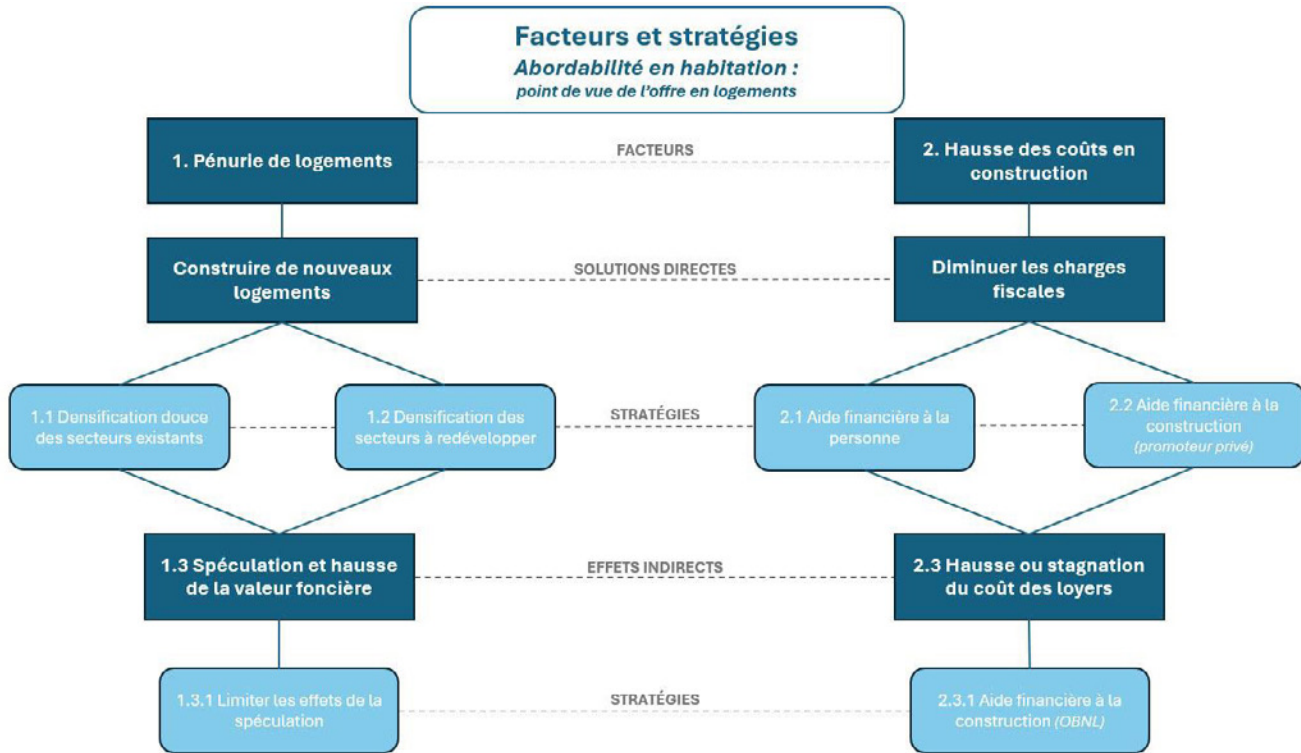 Facteurs et stratégies
Abordabilité en habitation :
point de vue de l'offre en logements
1. Pénurie de logements
FACTEURS
2. Hausse des coûts en
construction
Construire de nouveaux
logements
SOLUTIONS DIRECTES
Diminuer les charges
fiscales
1.1 Densification douce
des secteurs existants
1.2 Densification des
secteurs à redévelopper
STRATÉGIES
2.1 Aide financière à la
personne
2.2 Aide financière à la
construction
(promoteur privé)
1.3 Spéculation et hausse
de la valeur foncière
EFFETS INDIRECTS
2.3 Hausse ou stagnation
du coût des loyers
1.3.1 Limiter les effets de la
spéculation
STRATÉGIES
2.3.1 Aide financière à la
construction (OBNL)